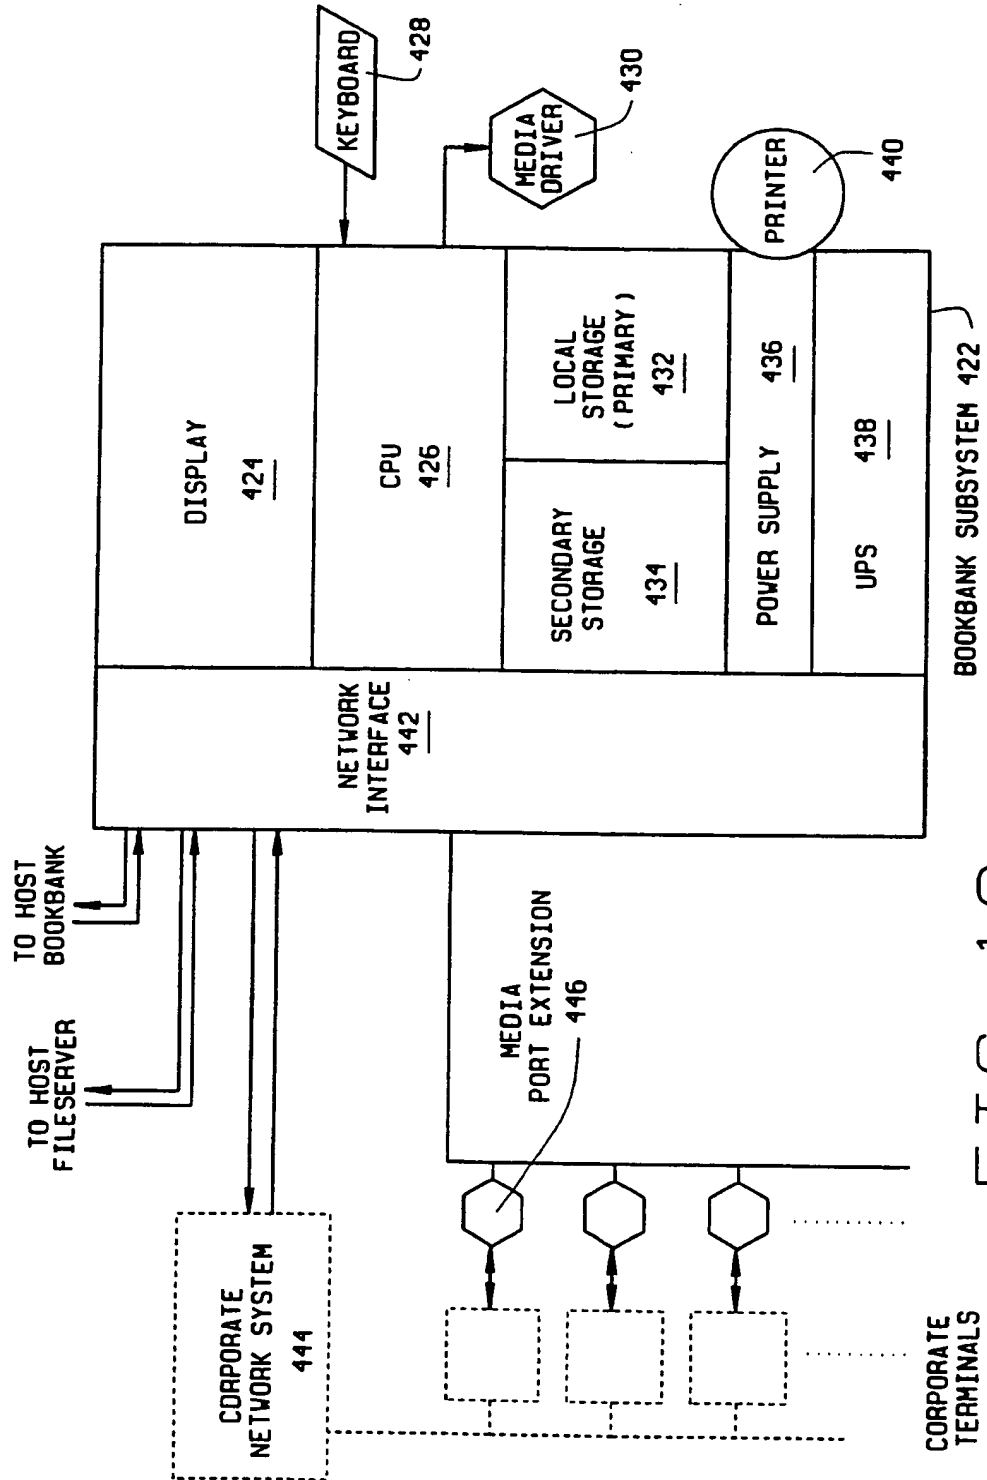 TO HOST
BOOKBANK
TO HOST
FILESERVER
CORPORATE
NETWORK SYSTEM
444
DISPLAY
424
KEYBOARD
428
NETWORK
INTERFACE
442
CPU
426
MEDIA
DRIVER
430
MEDIA
PORT EXTENSION
446
SECONDARY
STORAGE
434
LOCAL
STORAGE
(PRIMARY)
432
POWER SUPPLY 436
PRINTER
440
UPS 438
CORPORATE
TERMINALS
BOOKBANK SUBSYSTEM 422